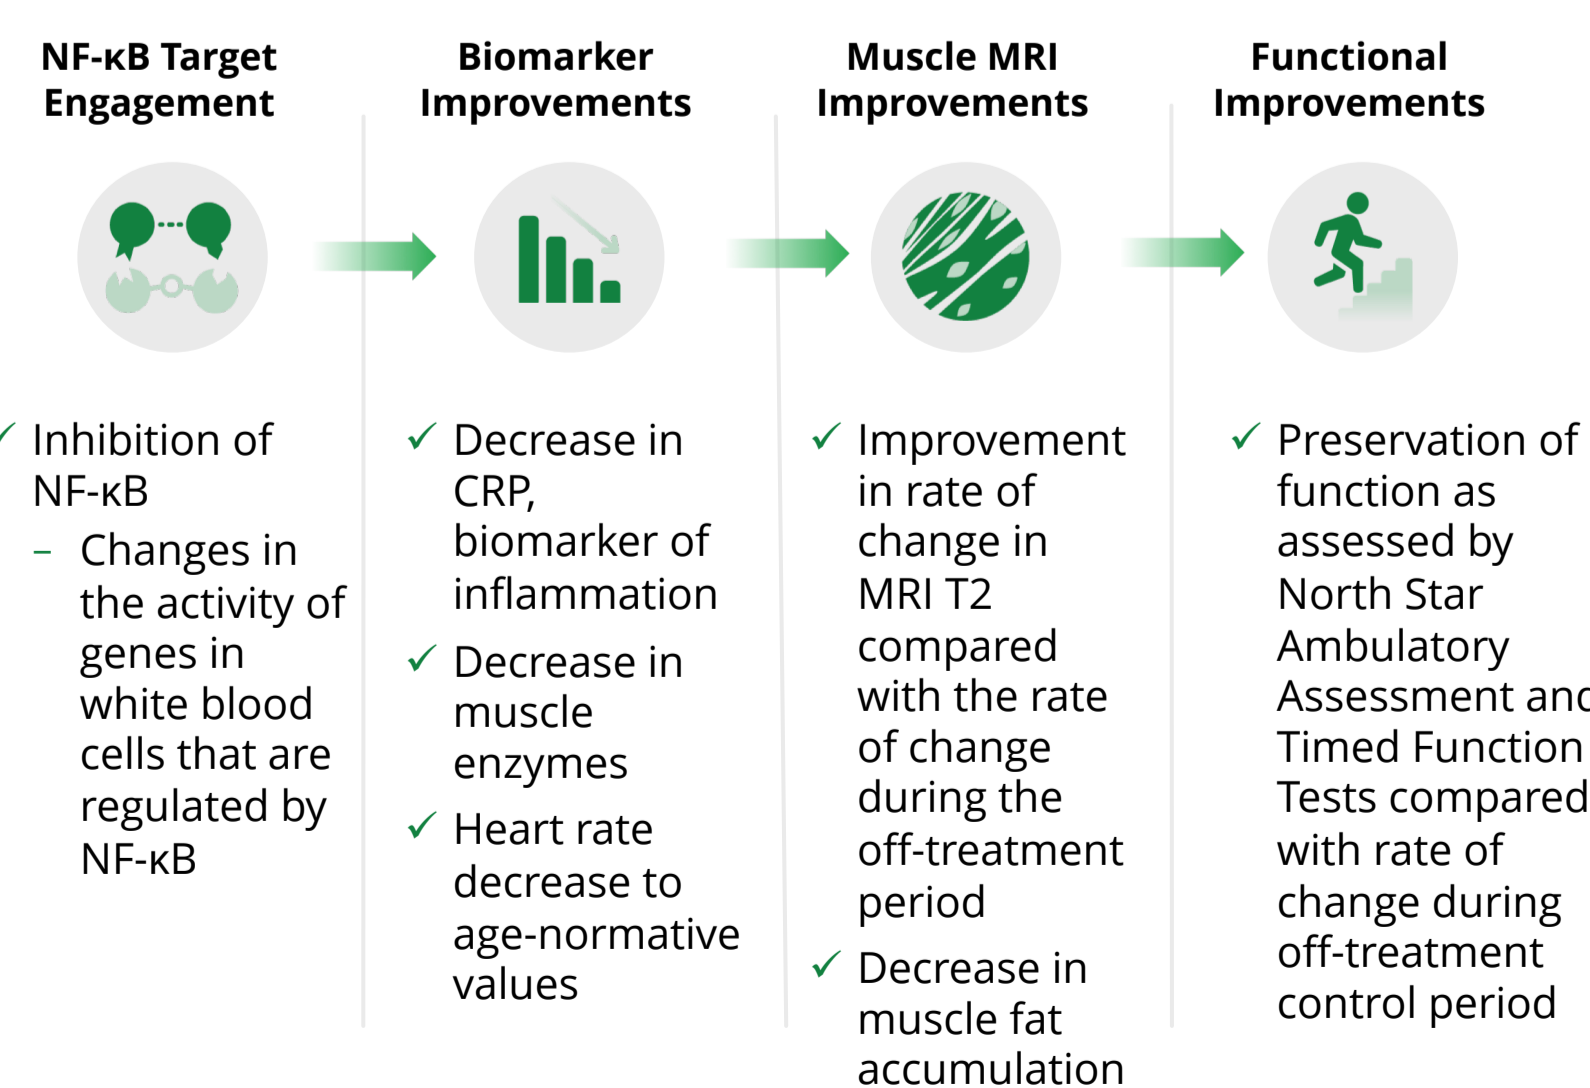 NF-κB Target
Engagement
Biomarker
Improvements
Muscle MRI
Improvements
Functional
Improvements
✓ Inhibition of
NF-κB
– Changes in
the activity of
genes in
white blood
cells that are
regulated by
NF-κB
✓ Decrease in
CRP,
biomarker of
inflammation
✓ Decrease in
muscle
enzymes
✓ Heart rate
decrease to
age-normative
values
✓ Improvement
in rate of
change in
MRI T2
compared
with the rate
of change
during the
off-treatment
period
✓ Decrease in
muscle fat
accumulation
✓ Preservation of
function as
assessed by
North Star
Ambulatory
Assessment and
Timed Function
Tests compared
with rate of
change during
off-treatment
control period